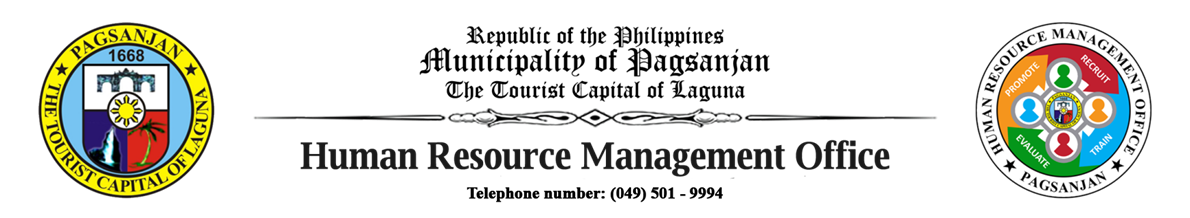 PAGSANJAN
1668
THE TOURIST CAPITAL OF LAGUNA
Republic of the Philippines
Municipality of Pagsanjan
The Tourist Capital of Laguna
Human Resource Management Office
Telephone number: (049) 501 - 9994
HUMAN RESOURCE MANAGEMENT OFFICE
PROMOTE
RECRUIT
EVALUATE
TRAIN
PAGSANJAN